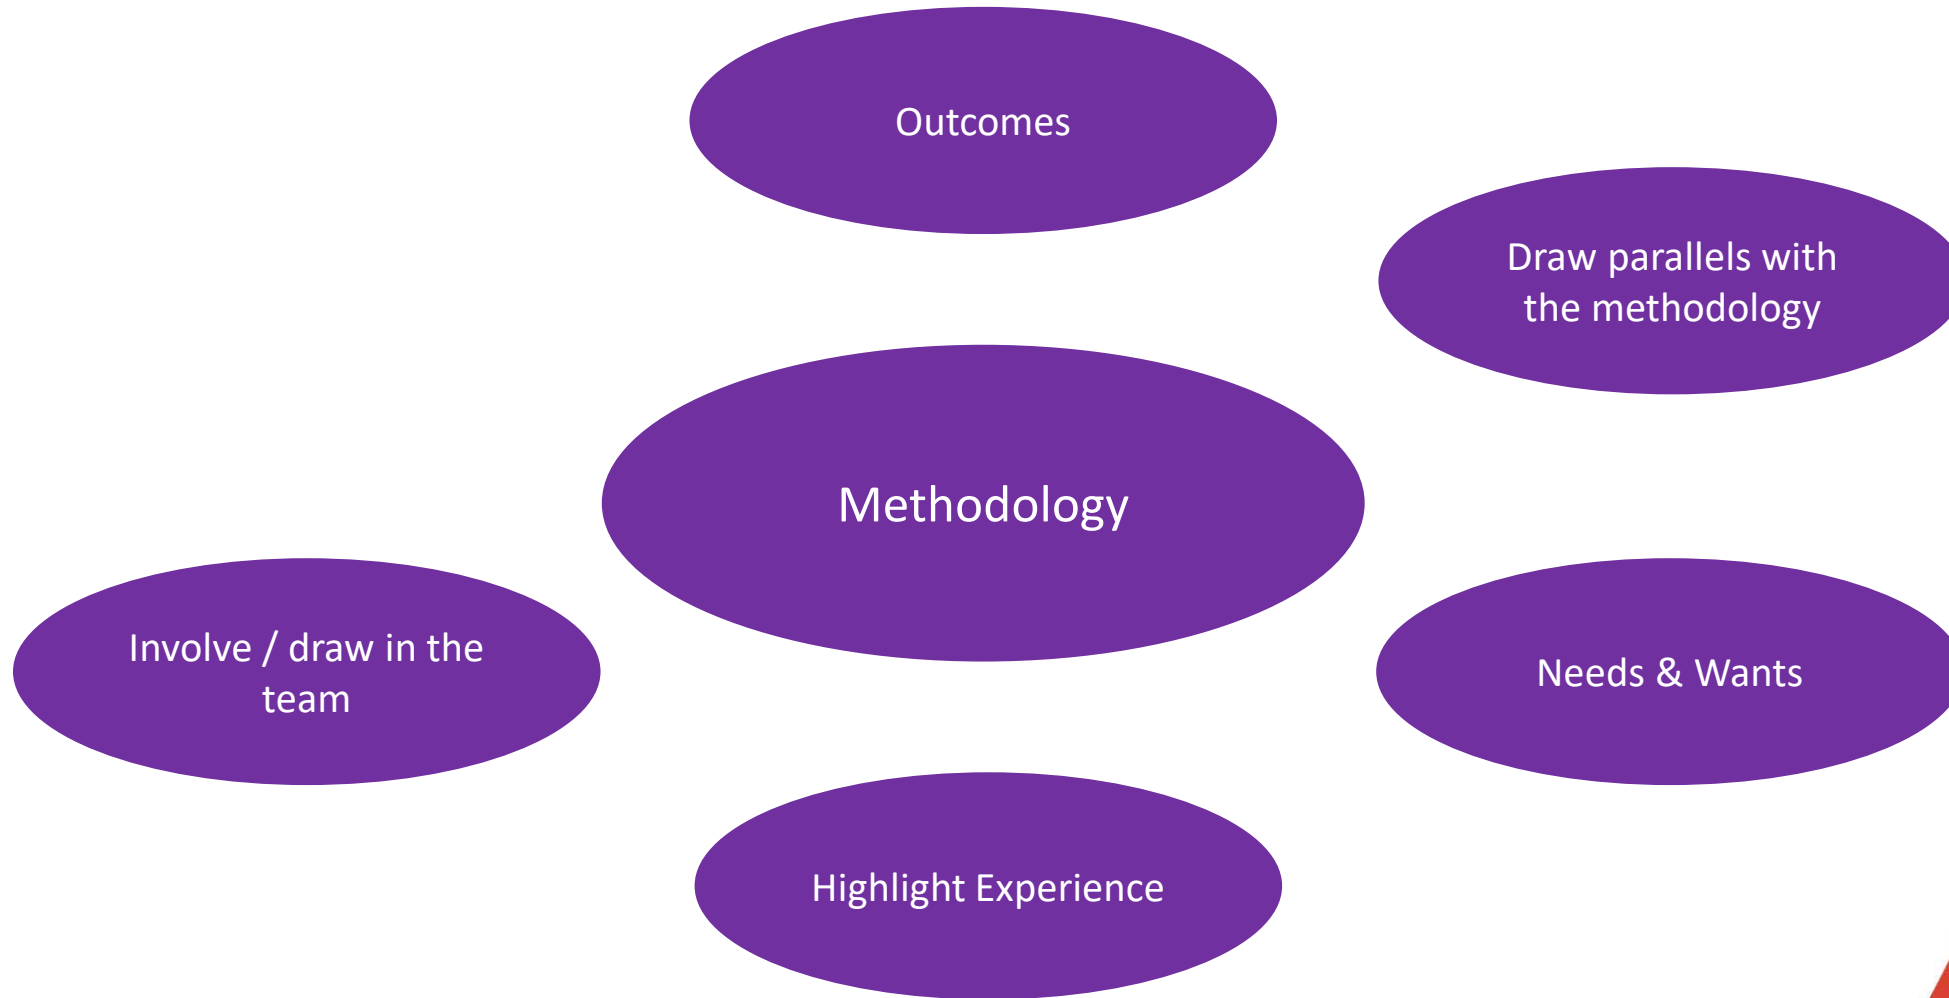 Outcomes
Draw parallels with
the methodology
Methodology
Involve / draw in the
team
Needs & Wants
Highlight Experience